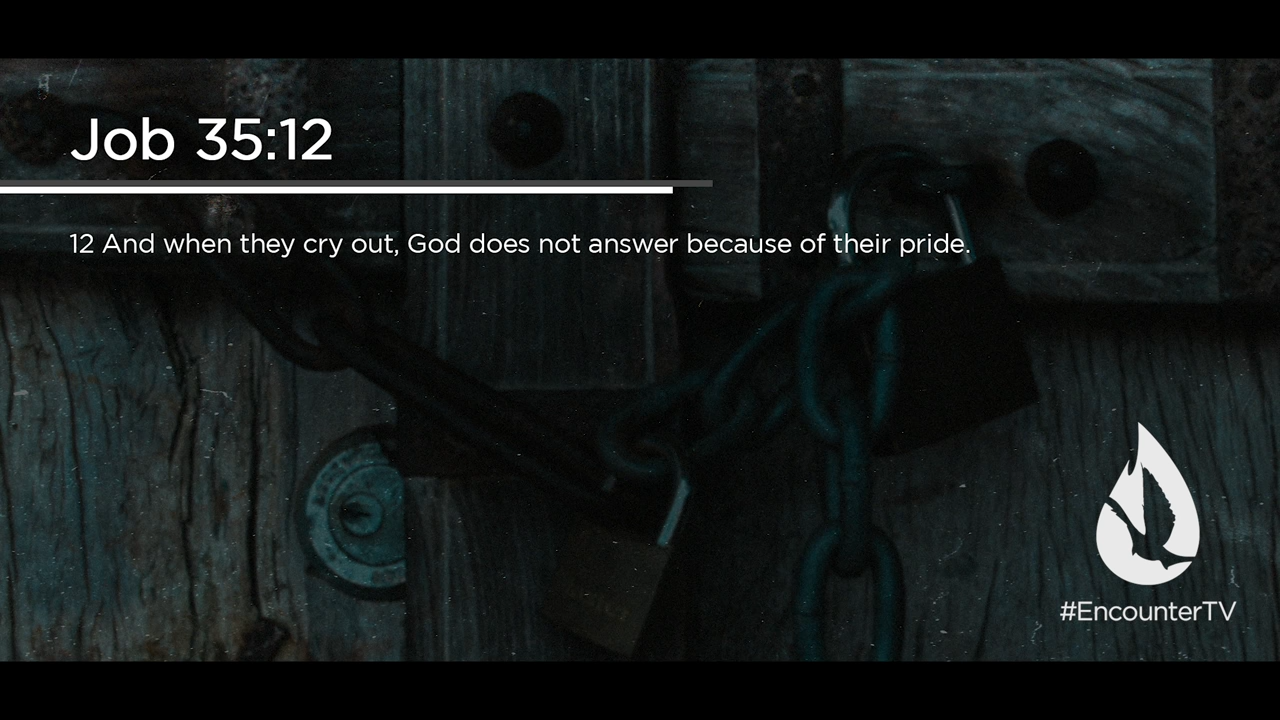 Job 35:12
12 And when they cry out, God does not answer because of their pride.
#EncounterTV